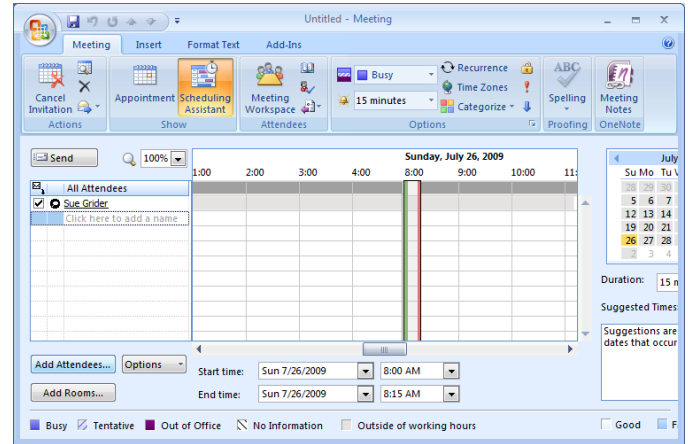 Untitled - Meeting
Meeting Insert Format Text Add-Ins
Cancel Invitation
Appointment
Scheduling Assistant
Meeting Workspace
Busy
15 minutes
Recurrence
Time Zones
Categorize
ABC
Spelling
Meeting Notes
Actions Show Attendees Options Proofing OneNote
Send 100%
Sunday, July 26, 2009
1:00 2:00 3:00 4:00 8:00 9:00 10:00 11:
All Attendees
Sue Grider
Click here to add a name
July
Su Mo Tu
28 29 30
5 6 7
12 13 14
19 20 21
26 27 28
2 3 4
Duration: 15
Suggested Times:
Suggestions are
dates that occur
Add Attendees... Options
Add Rooms...
Start time: Sun 7/26/2009 8:00 AM
End time: Sun 7/26/2009 8:15 AM
Busy Tentative Out of Office No Information Outside of working hours
Good F